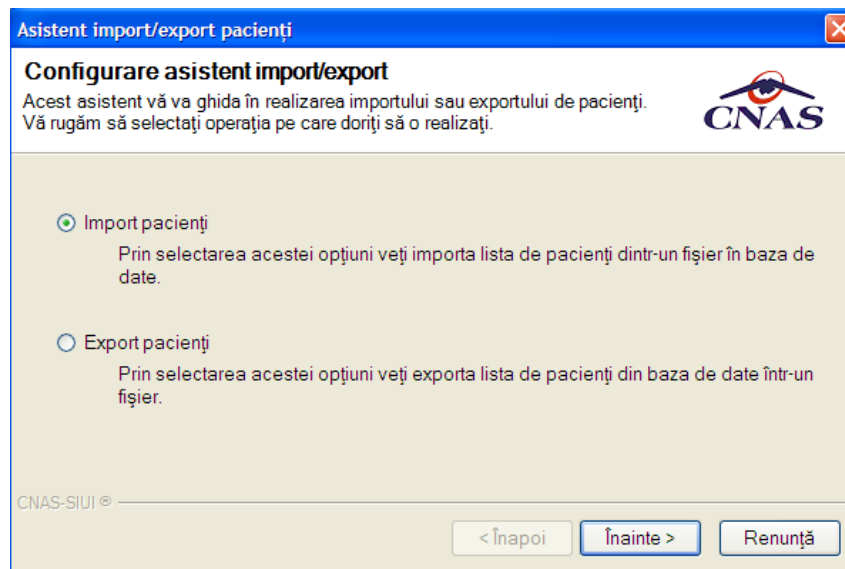 Asistent import/export pacienţi
Configurare asistent import/export
Acest asistent vă va ghida în realizarea importului sau exportului de pacienţi.
Vă rugăm să selectaţi operaţia pe care doriţi să o realizaţi.
CNAS
Import pacienţi
Prin selectarea acestei opţiuni veţi importa lista de pacienţi dintr-un fişier în baza de
date.
Export pacienţi
Prin selectarea acestei opţiuni veţi exporta lista de pacienţi din baza de date într-un
fişier.
CNAS-SIUI ®
< Înapoi
Înainte >
Renunţă